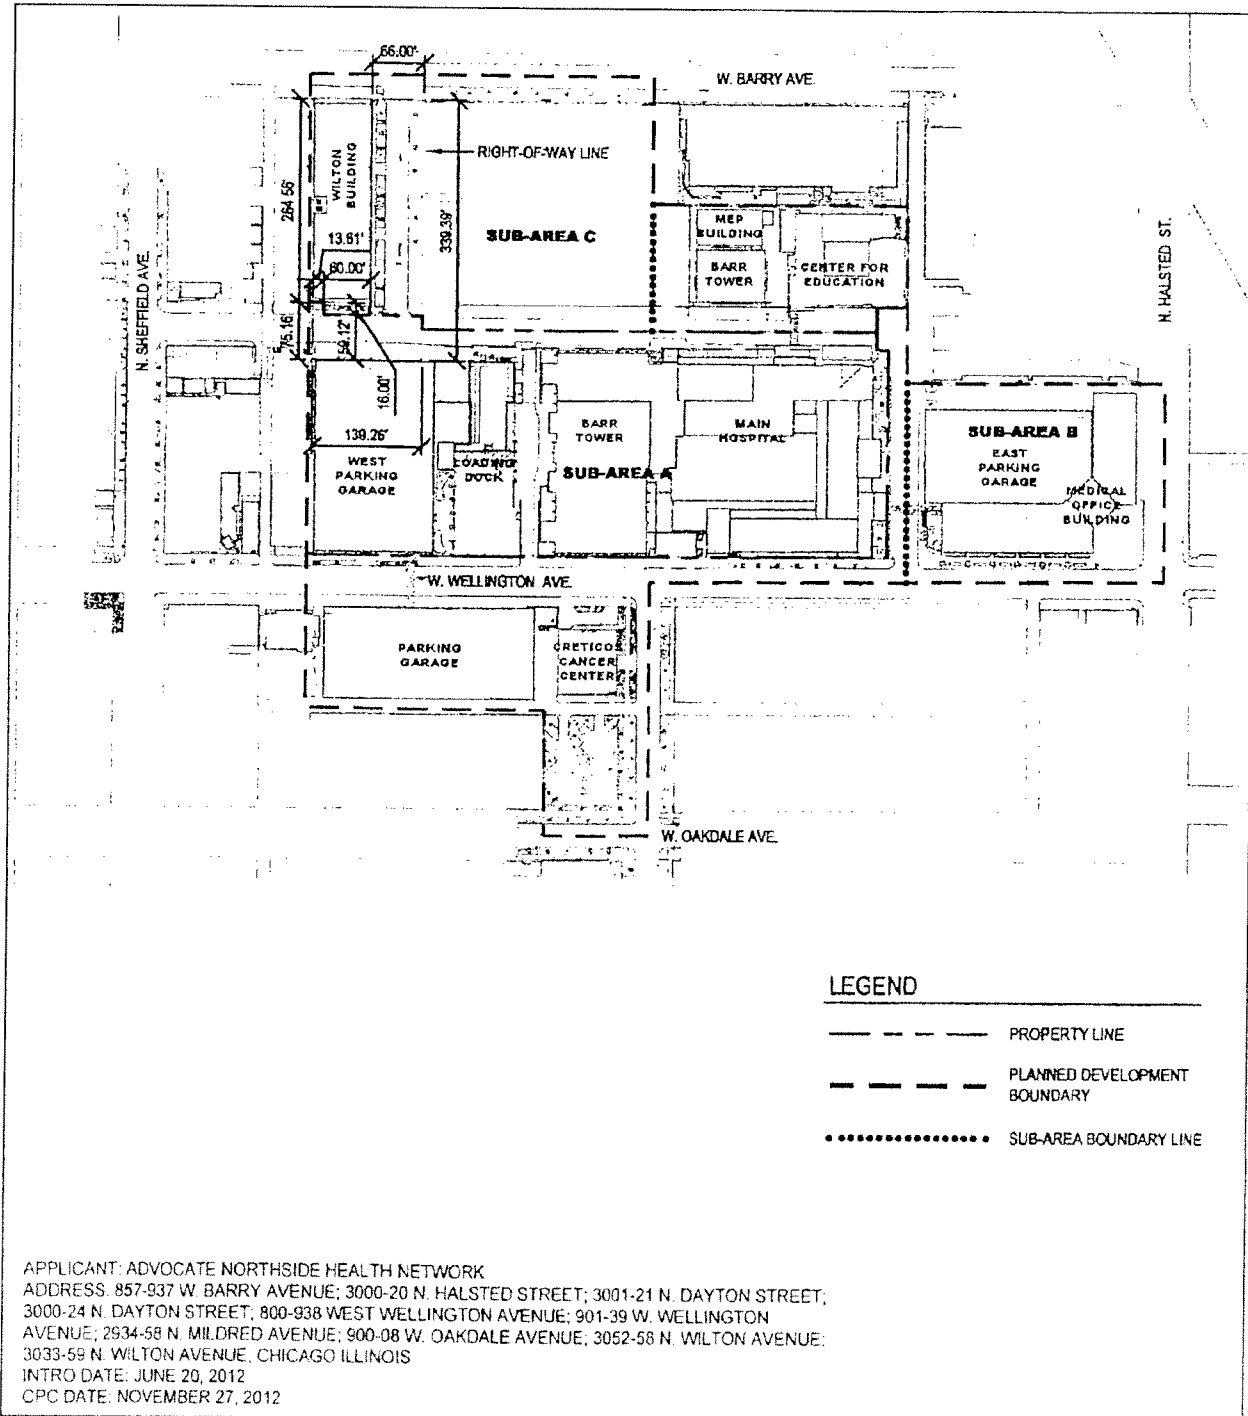 66.00'
W. BARRY AVE.
RIGHT-OF-WAY LINE
WILTON
BUILDING
264.56'
339.39'
SUB-AREA C
MEP
BUILDING
BARR
TOWER
CENTER FOR
EDUCATION
N. SHEFFIELD AVE.
N. HALSTED ST.
13.61'
60.00'
75.16'
59.12'
16.00'
139.26'
WEST
PARKING
GARAGE
LOADING
DOCK
BARR
TOWER
SUB-AREA A
MAIN
HOSPITAL
SUB-AREA B
EAST
PARKING
GARAGE
MEDICAL
OFFICE
BUILDING
W. WELLINGTON AVE.
PARKING
GARAGE
CRETICOS
CANCER
CENTER
W. OAKDALE AVE.
LEGEND
PROPERTY LINE
PLANNED DEVELOPMENT
BOUNDARY
SUB-AREA BOUNDARY LINE
APPLICANT: ADVOCATE NORTHSIDE HEALTH NETWORK
ADDRESS: 857-937 W. BARRY AVENUE; 3000-20 N. HALSTED STREET; 3001-21 N. DAYTON STREET;
3000-24 N. DAYTON STREET; 800-938 WEST WELLINGTON AVENUE; 901-39 W. WELLINGTON
AVENUE; 2934-58 N. MILDRED AVENUE; 900-08 W. OAKDALE AVENUE; 3052-58 N. WILTON AVENUE;
3033-59 N. WILTON AVENUE, CHICAGO ILLINOIS
INTRO DATE: JUNE 20, 2012
CPC DATE: NOVEMBER 27, 2012